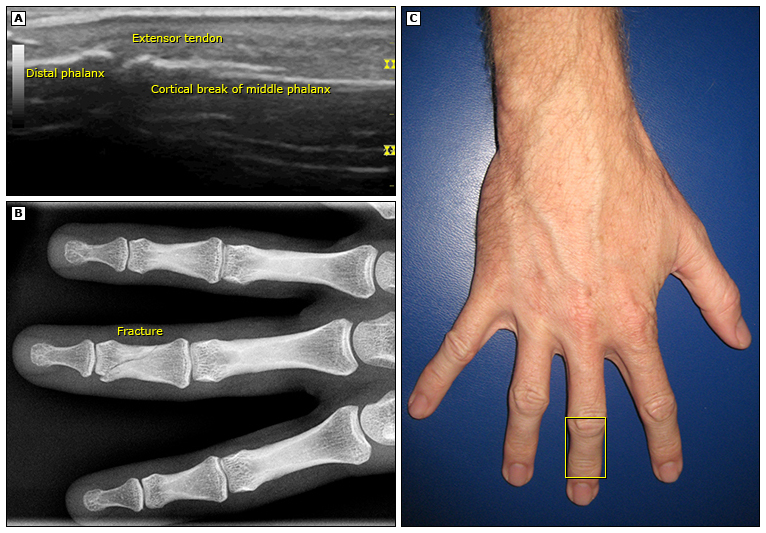 A
Extensor tendon
Distal phalanx
Cortical break of middle phalanx
B
Fracture
C